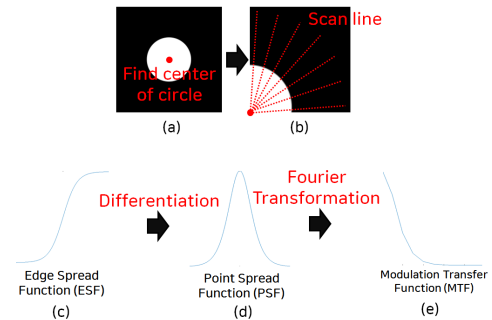 Find center
of circle
Scan line
(a)
(b)
Differentiation
Fourier
Transformation
Edge Spread
Function (ESF)
Point Spread
Function (PSF)
Modulation Transfer
Function (MTF)
(c)
(d)
(e)